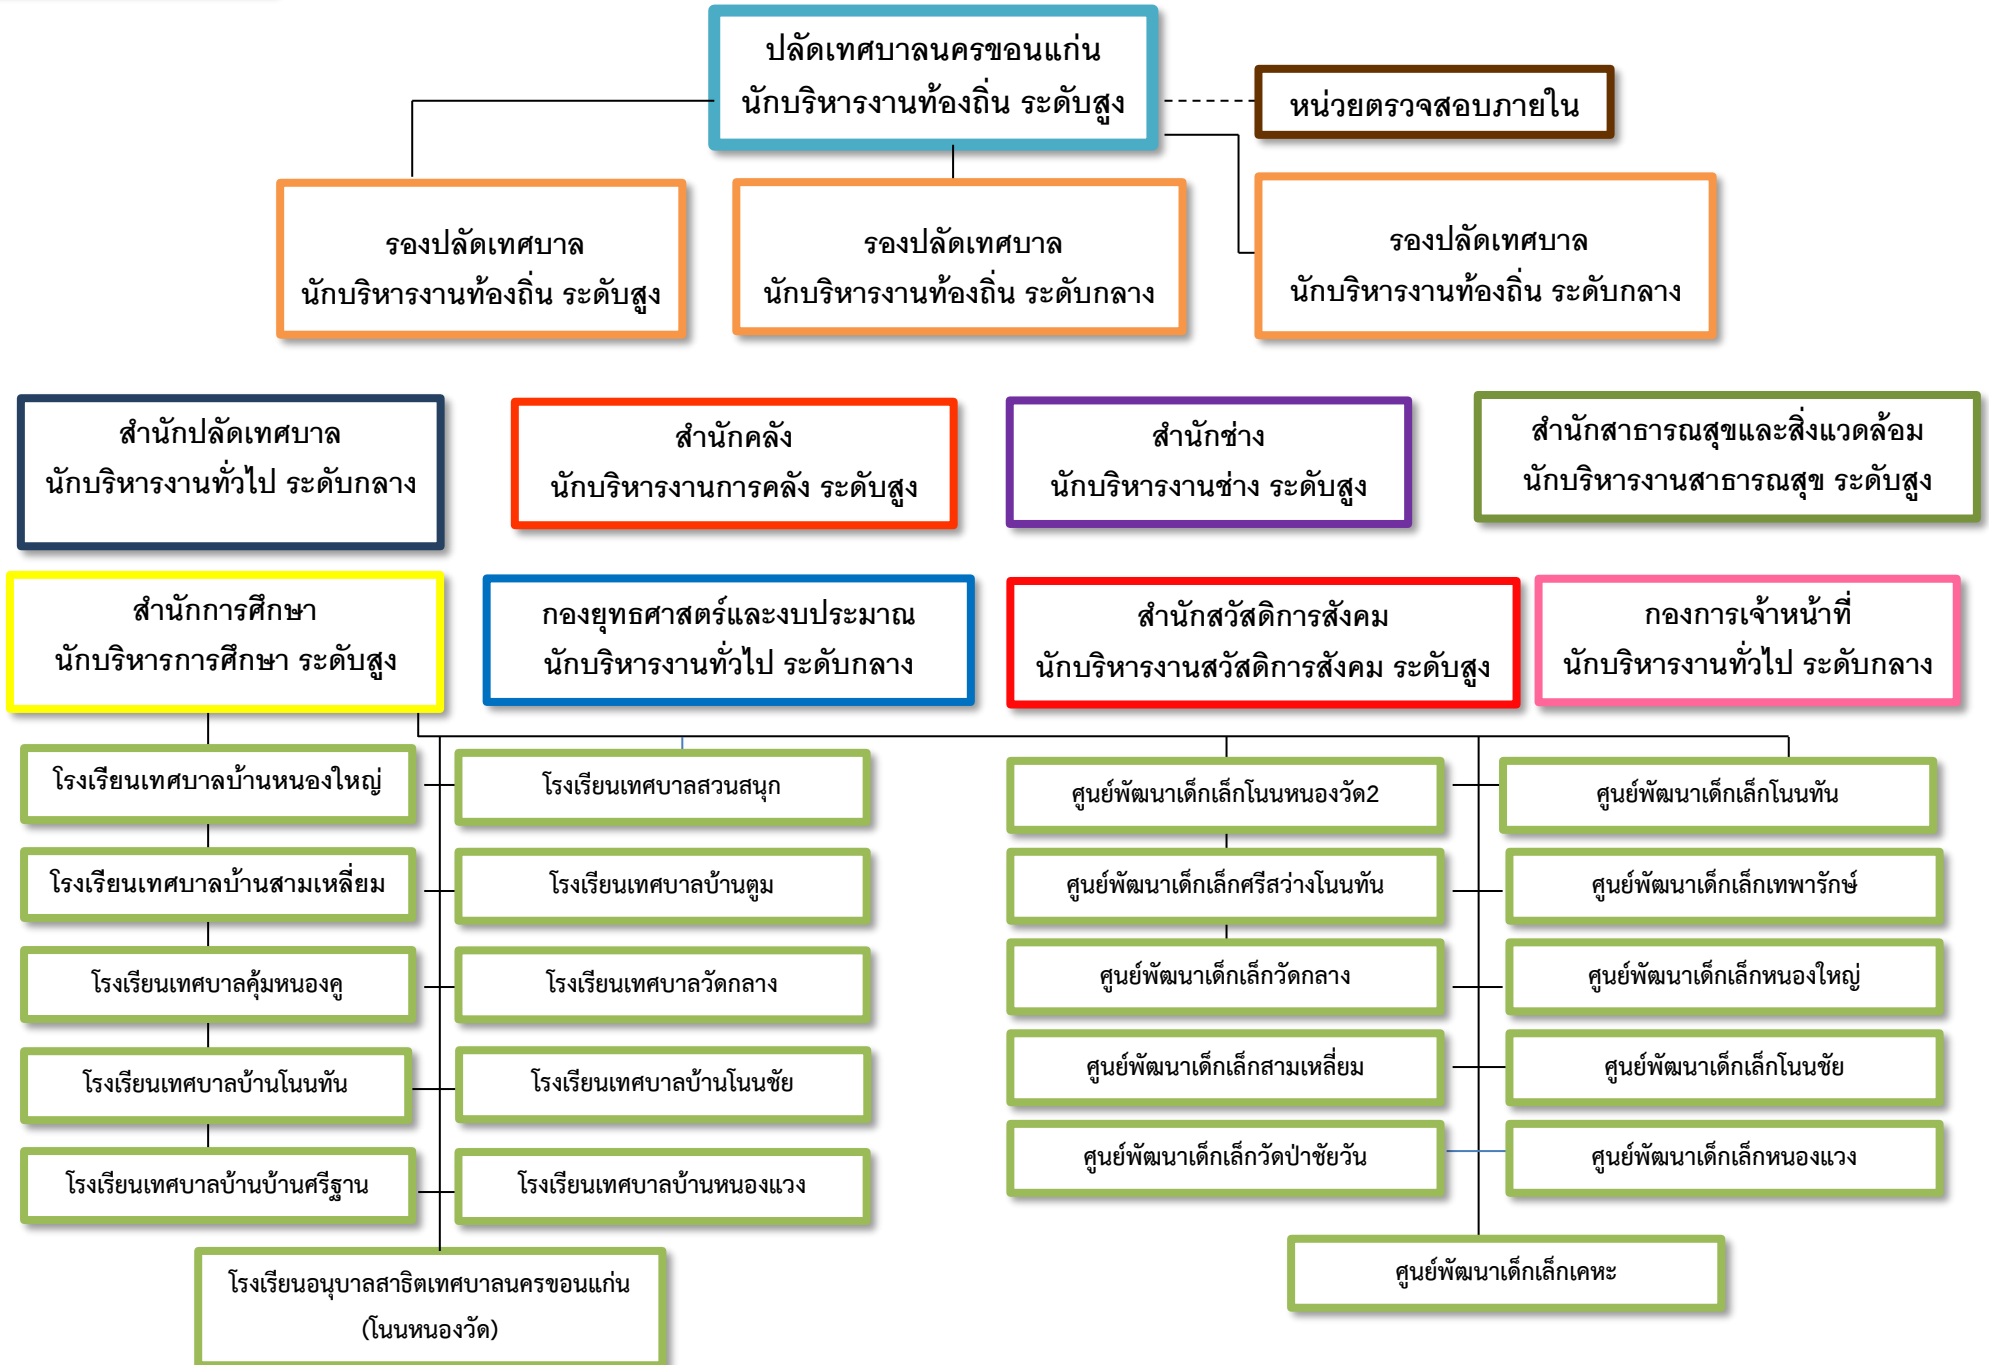 ปลัดเทศบาลนครขอนแก่น
นักบริหารงานท้องถิ่น ระดับสูง
หน่วยตรวจสอบภายใน
รองปลัดเทศบาล
นักบริหารงานท้องถิ่น ระดับสูง
รองปลัดเทศบาล
นักบริหารงานท้องถิ่น ระดับกลาง
รองปลัดเทศบาล
นักบริหารงานท้องถิ่น ระดับกลาง
สำนักปลัดเทศบาล
นักบริหารงานทั่วไป ระดับกลาง
สำนักคลัง
นักบริหารงานการคลัง ระดับสูง
สำนักช่าง
นักบริหารงานช่าง ระดับสูง
สำนักสาธารณสุขและสิ่งแวดล้อม
นักบริหารงานสาธารณสุข ระดับสูง
สำนักการศึกษา
นักบริหารการศึกษา ระดับสูง
กองยุทธศาสตร์และงบประมาณ
นักบริหารงานทั่วไป ระดับกลาง
สำนักสวัสดิการสังคม
นักบริหารงานสวัสดิการสังคม ระดับสูง
กองการเจ้าหน้าที่
นักบริหารงานทั่วไป ระดับกลาง
โรงเรียนเทศบาลบ้านหนองใหญ่
โรงเรียนเทศบาลสวนสนุก
ศูนย์พัฒนาเด็กเล็กโนนหนองวัด2
ศูนย์พัฒนาเด็กเล็กโนนทัน
โรงเรียนเทศบาลบ้านสามเหลี่ยม
โรงเรียนเทศบาลบ้านตูม
ศูนย์พัฒนาเด็กเล็กศรีสว่างโนนทัน
ศูนย์พัฒนาเด็กเล็กเทพารักษ์
โรงเรียนเทศบาลคุ้มหนองคู
โรงเรียนเทศบาลวัดกลาง
ศูนย์พัฒนาเด็กเล็กวัดกลาง
ศูนย์พัฒนาเด็กเล็กหนองใหญ่
โรงเรียนเทศบาลบ้านโนนทัน
โรงเรียนเทศบาลบ้านโนนชัย
ศูนย์พัฒนาเด็กเล็กสามเหลี่ยม
ศูนย์พัฒนาเด็กเล็กโนนชัย
โรงเรียนเทศบาลบ้านบ้านศรีฐาน
โรงเรียนเทศบาลบ้านหนองแวง
ศูนย์พัฒนาเด็กเล็กวัดป่าชัยวัน
ศูนย์พัฒนาเด็กเล็กหนองแวง
โรงเรียนอนุบาลสาธิตเทศบาลนครขอนแก่น
(โนนหนองวัด)
ศูนย์พัฒนาเด็กเล็กเคหะ